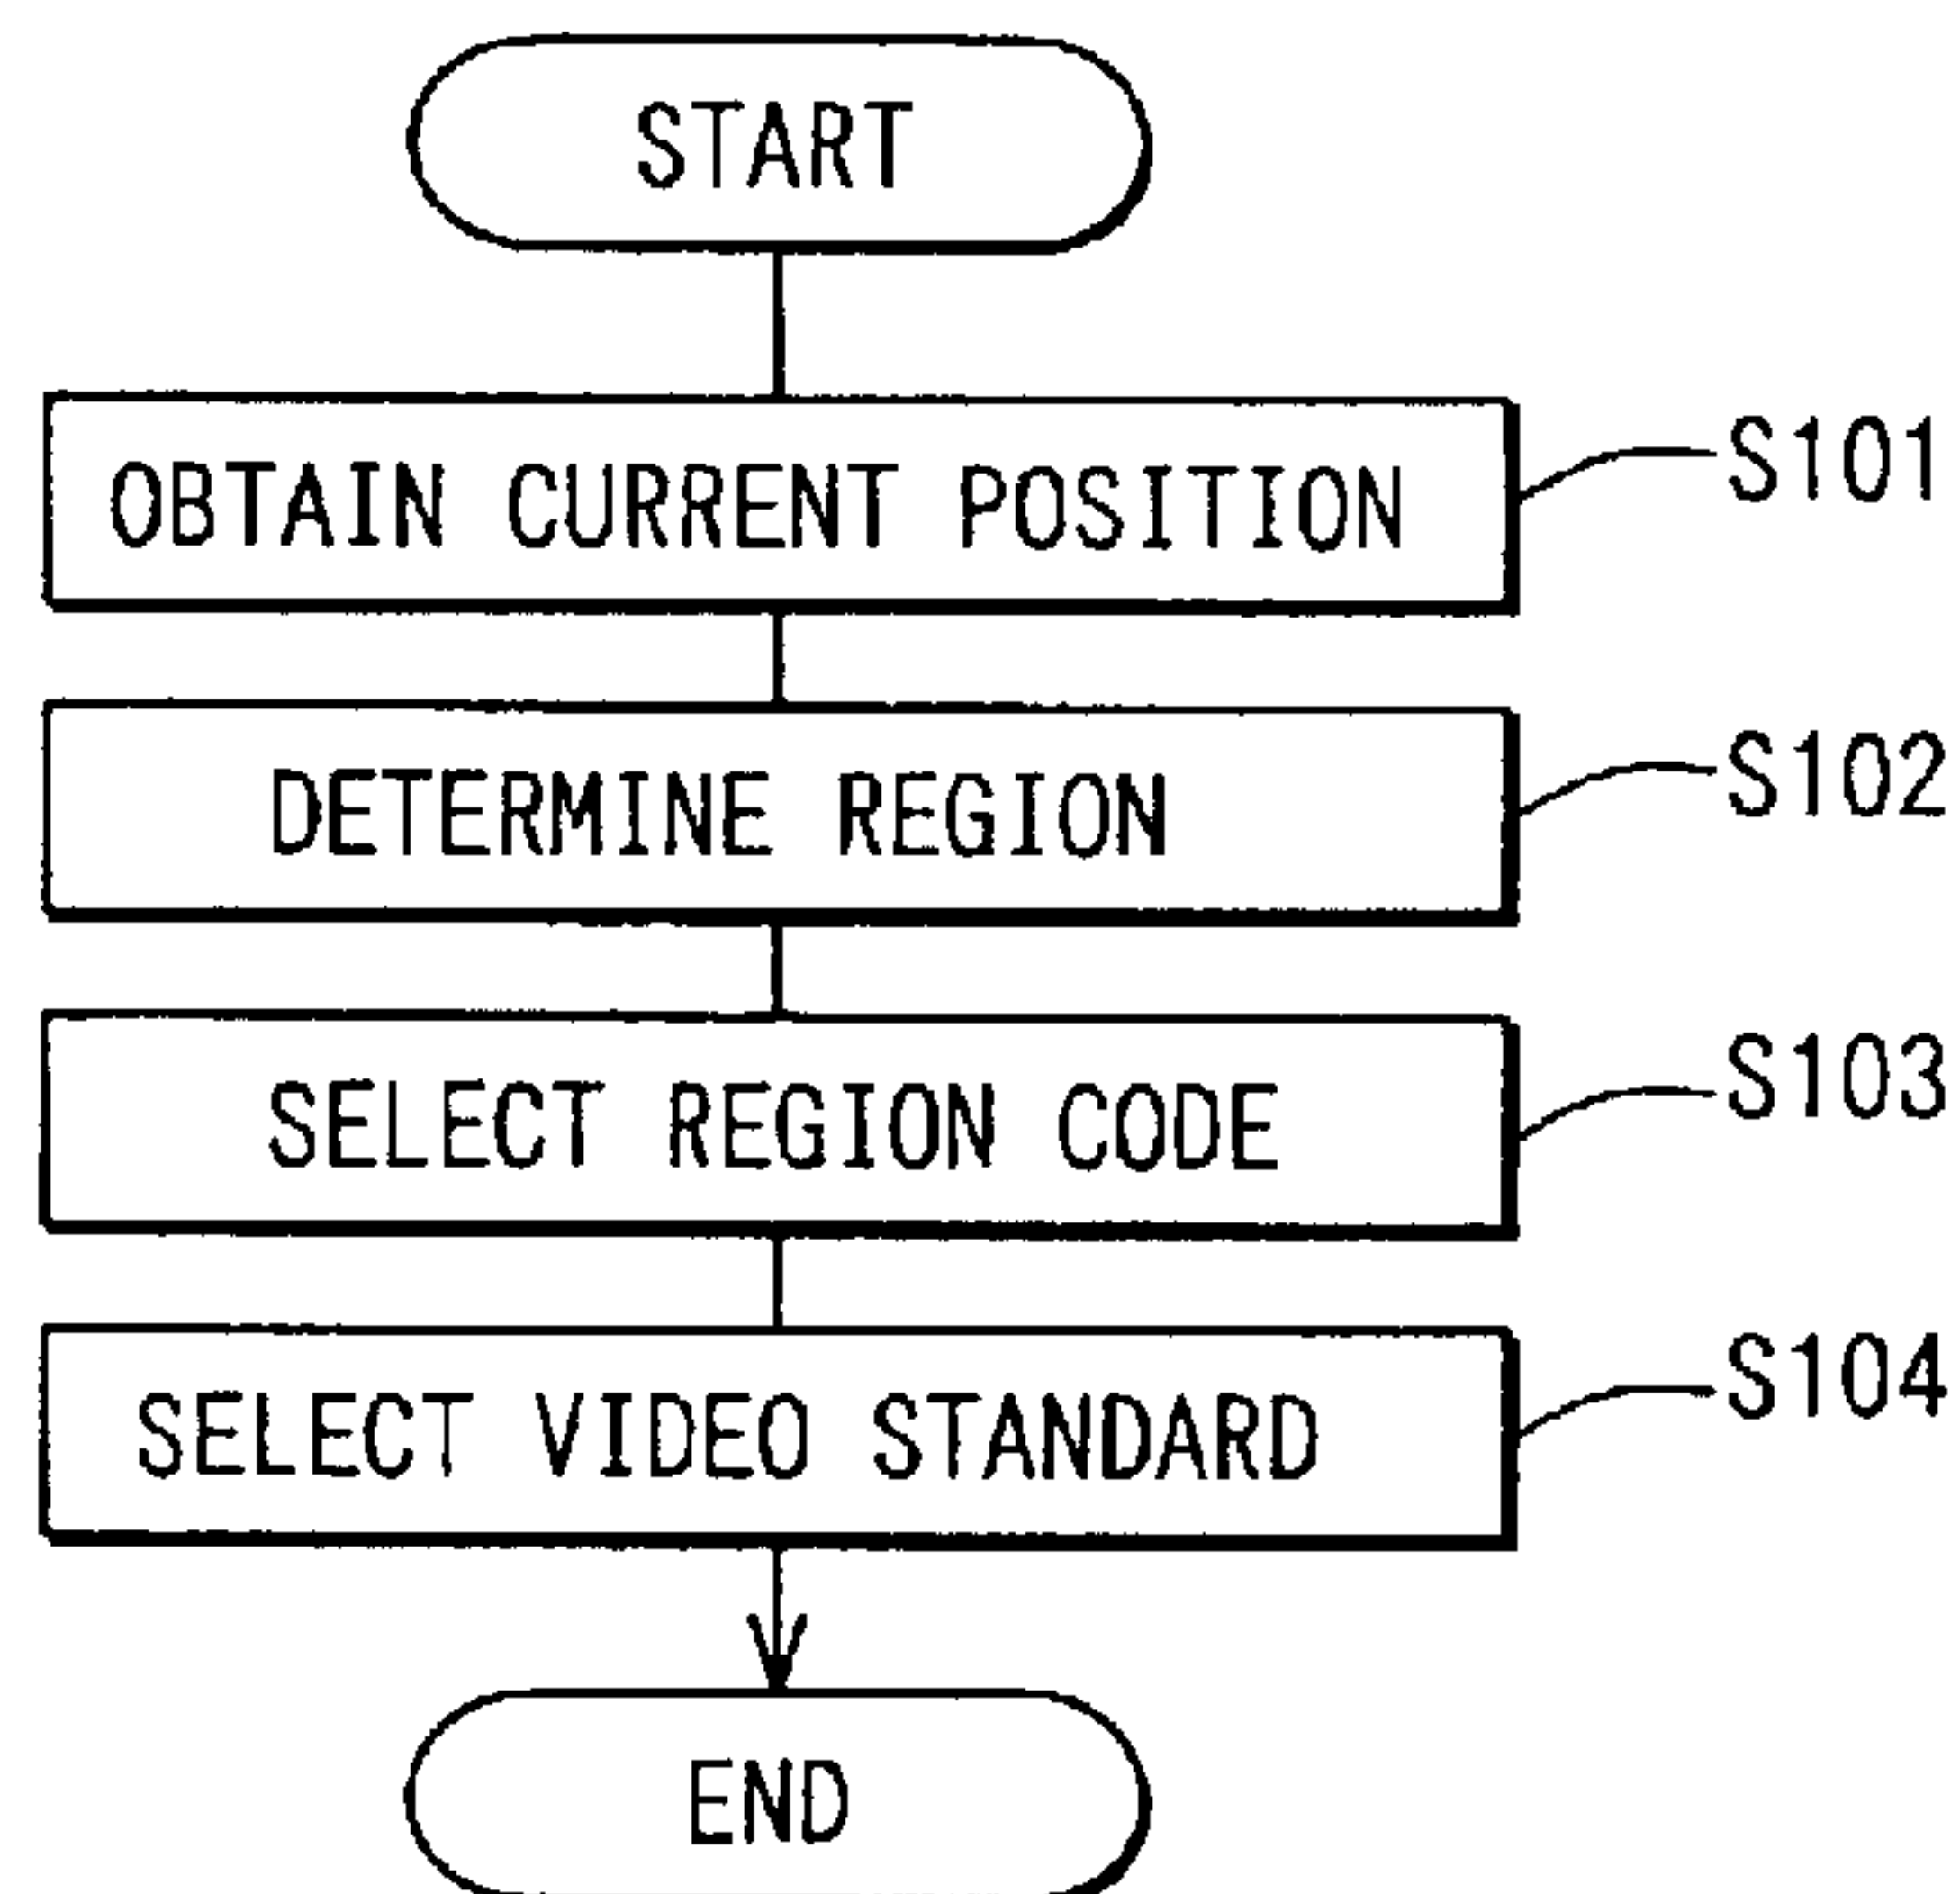 START
OBTAIN CURRENT POSITION
S101
DETERMINE REGION
S102
SELECT REGION CODE
S103
SELECT VIDEO STANDARD
S104
END